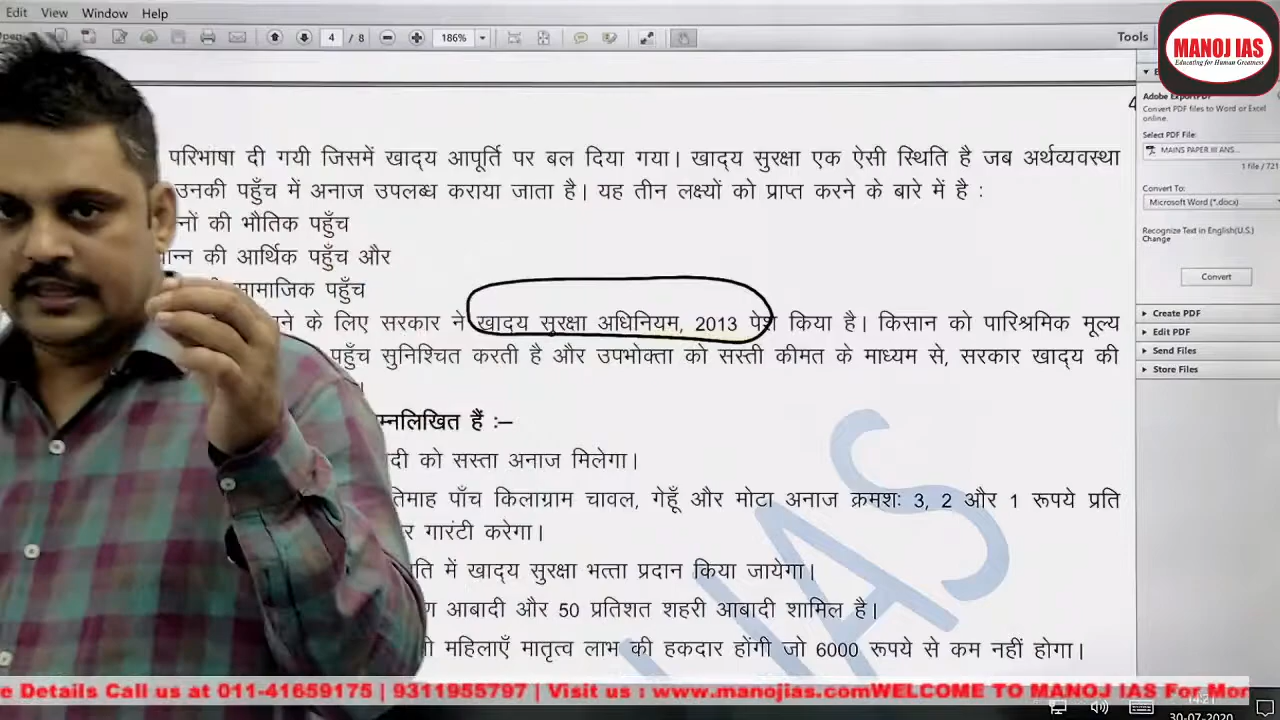 Edit View Window Help
MANOJ IAS
Educating for Human Greatness
4 / 8 186% Tools
4
Adobe ExportPDF
Convert PDF files to Word or Excel
online.
Select PDF File:
MAINS PAPER III ANS...
1 file / 721
Convert To:
Microsoft Word (*.docx)
Recognize Text in English(U.S.)
Change
Convert
Create PDF
Edit PDF
Send Files
Store Files
परिभाषा दी गयी जिसमें खाद्य आपूर्ति पर बल दिया गया। खाद्य सुरक्षा एक ऐसी स्थिति है जब अर्थव्यवस्था
उनकी पहुँच में अनाज उपलब्ध कराया जाता है। यह तीन लक्ष्यों को प्राप्त करने के बारे में है :
की भौतिक पहुँच
की आर्थिक पहुँच और
सामाजिक पहुँच
के लिए सरकार ने खाद्य सुरक्षा अधिनियम, 2013 पेश किया है। किसान को पारिश्रमिक मूल्य
पहुँच सुनिश्चित करती है और उपभोक्ता को सस्ती कीमत के माध्यम से, सरकार खाद्य की
हैं :–
को सस्ता अनाज मिलेगा।
पाँच किलाग्राम चावल, गेहूँ और मोटा अनाज क्रमशः 3, 2 और 1 रूपये प्रति
गारंटी करेगा।
में खाद्य सुरक्षा भत्ता प्रदान किया जायेगा।
आबादी और 50 प्रतिशत शहरी आबादी शामिल है।
महिलाएँ मातृत्व लाभ की हकदार होंगी जो 6000 रूपये से कम नहीं होगा।
IAS
Details Call us at 011-41659175 | 9311955797 | Visit us : www.manojias.comWELCOME TO MANOJ IAS For
14:21
30-07-2020